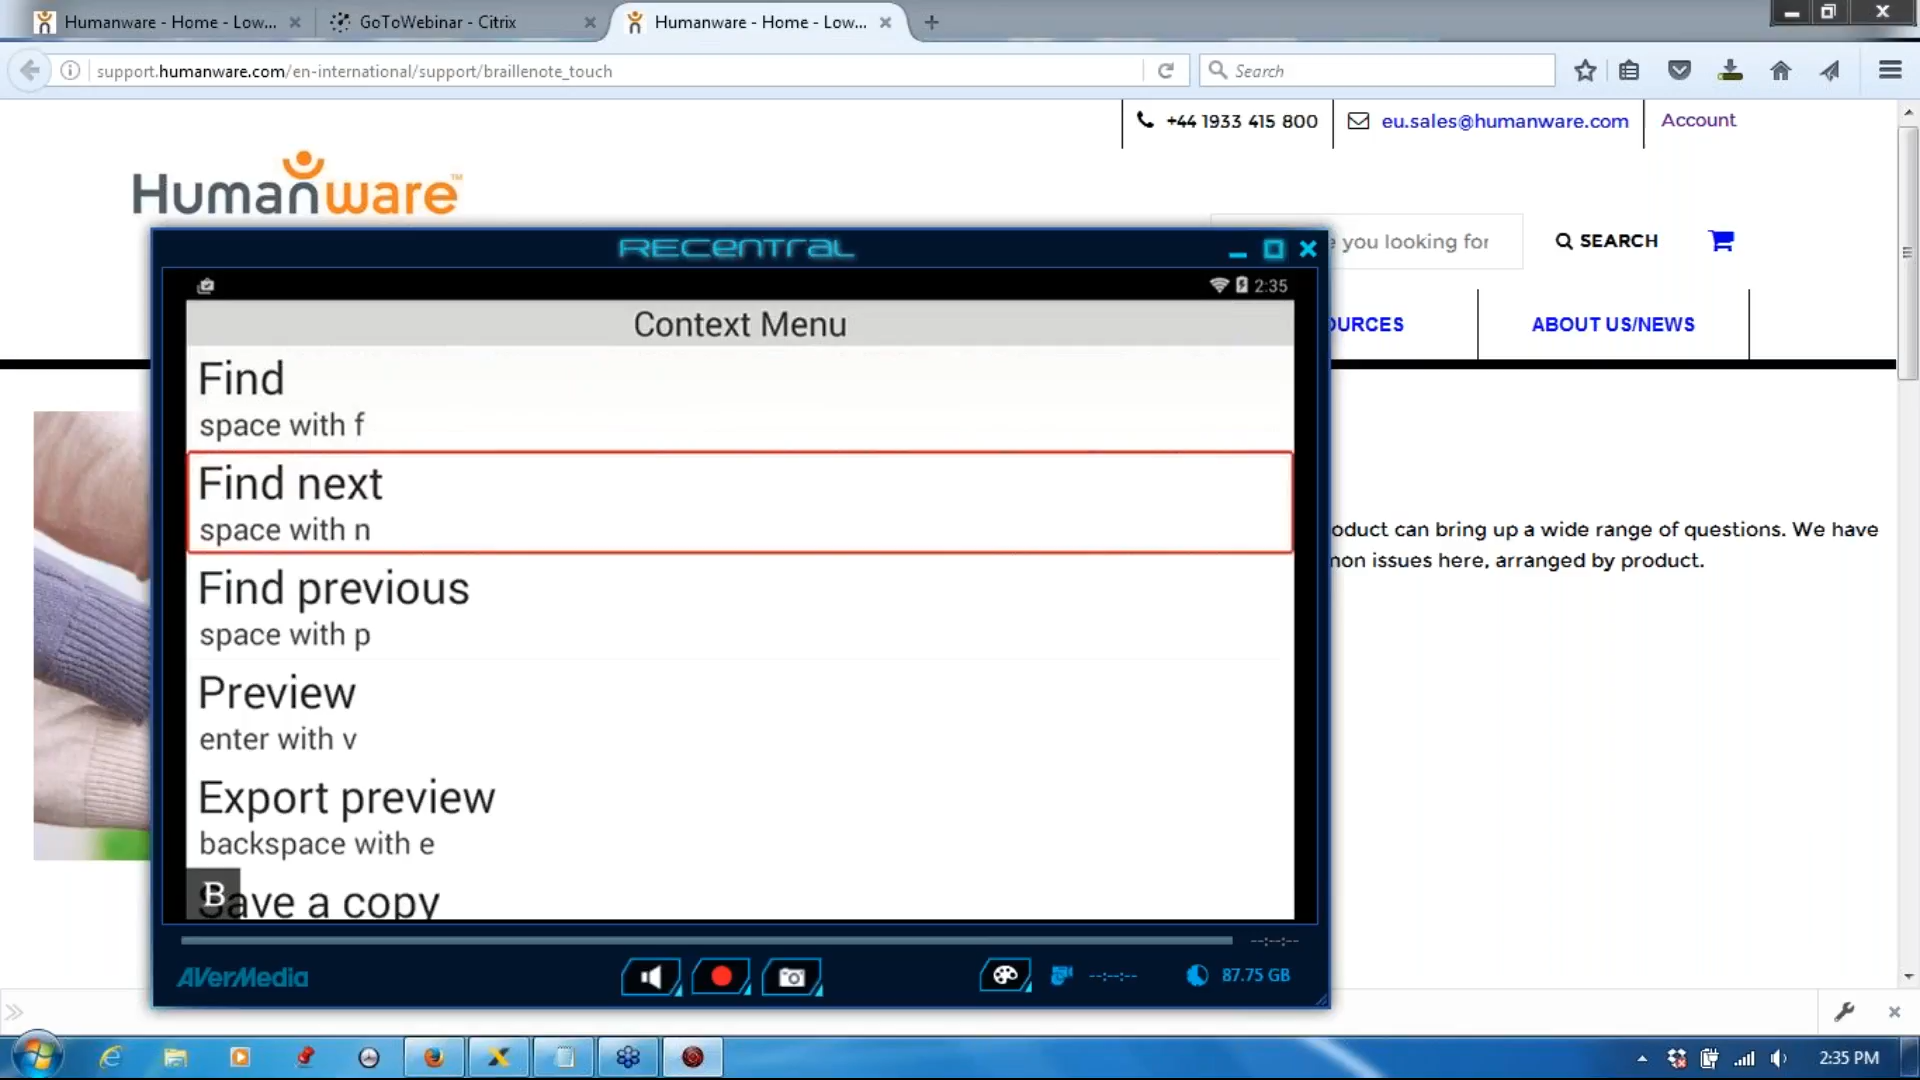 Humanware - Home - Low...
GoToWebinar - Citrix
Humanware - Home - Low...
support.humanware.com/en-international/support/braillenote_touch
Search
+44 1933 415 800
eu.sales@humanware.com
Account
Humanware™
you looking for
SEARCH
OURCES
ABOUT US/NEWS
RECentral
2:35
Context Menu
Find
space with f
Find next
space with n
Find previous
space with p
Preview
enter with v
Export preview
backspace with e
B
ave a copy
oduct can bring up a wide range of questions. We have
mon issues here, arranged by product.
--:--:--
AVerMedia
--:--:--
87.75 GB
2:35 PM